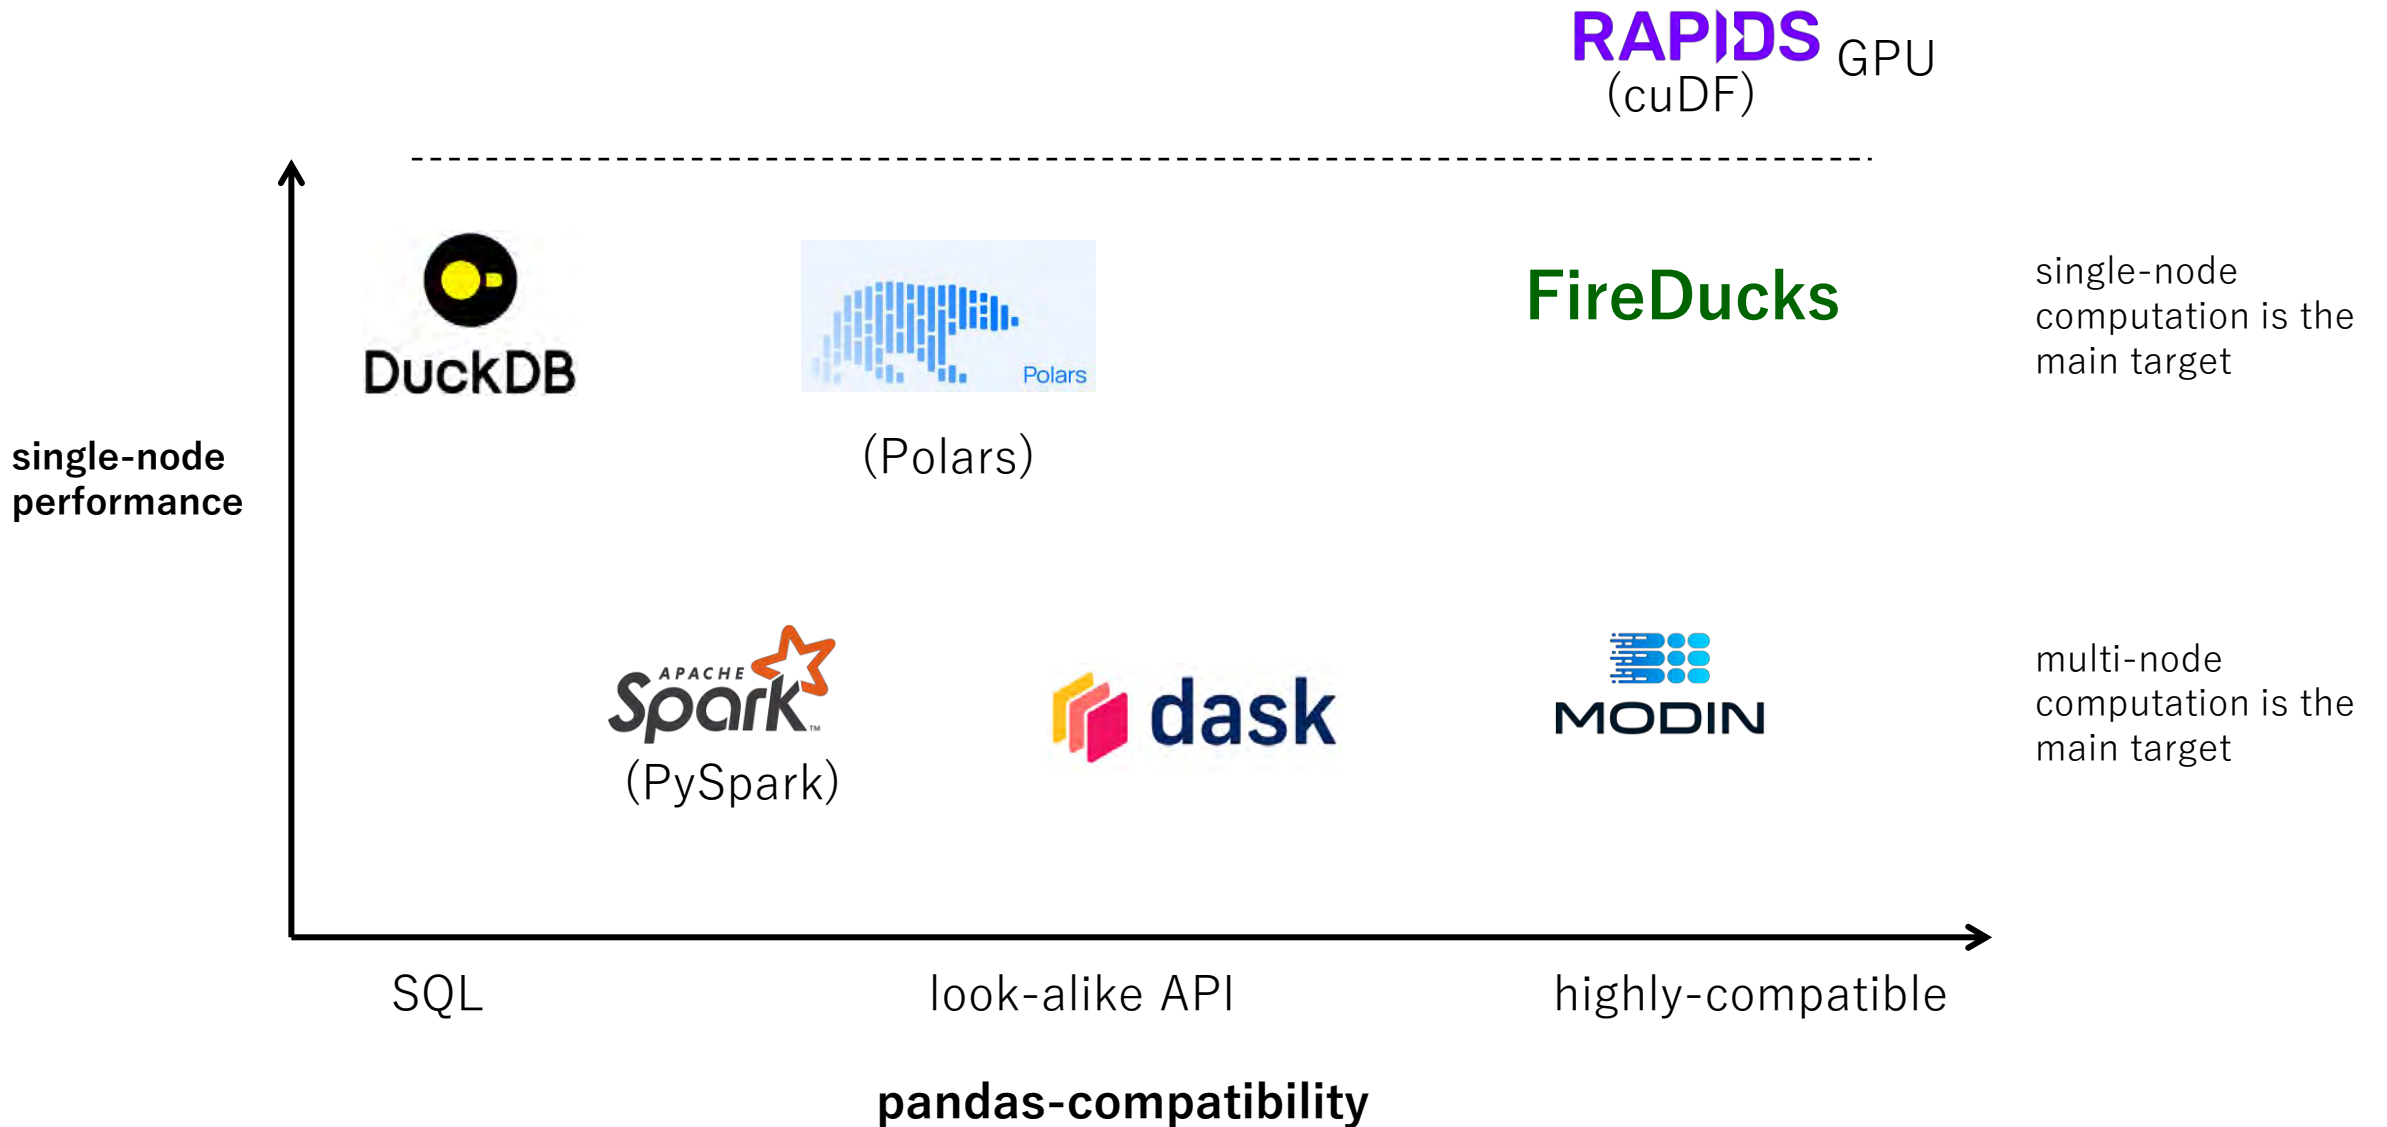 RAPIDS GPU
(cuDF)
DuckDB
Polars
(Polars)
FireDucks
single-node
computation is the
main target
single-node
performance
APACHE
Spark™
(PySpark)
dask
MODIN
multi-node
computation is the
main target
SQL
look-alike API
highly-compatible
pandas-compatibility